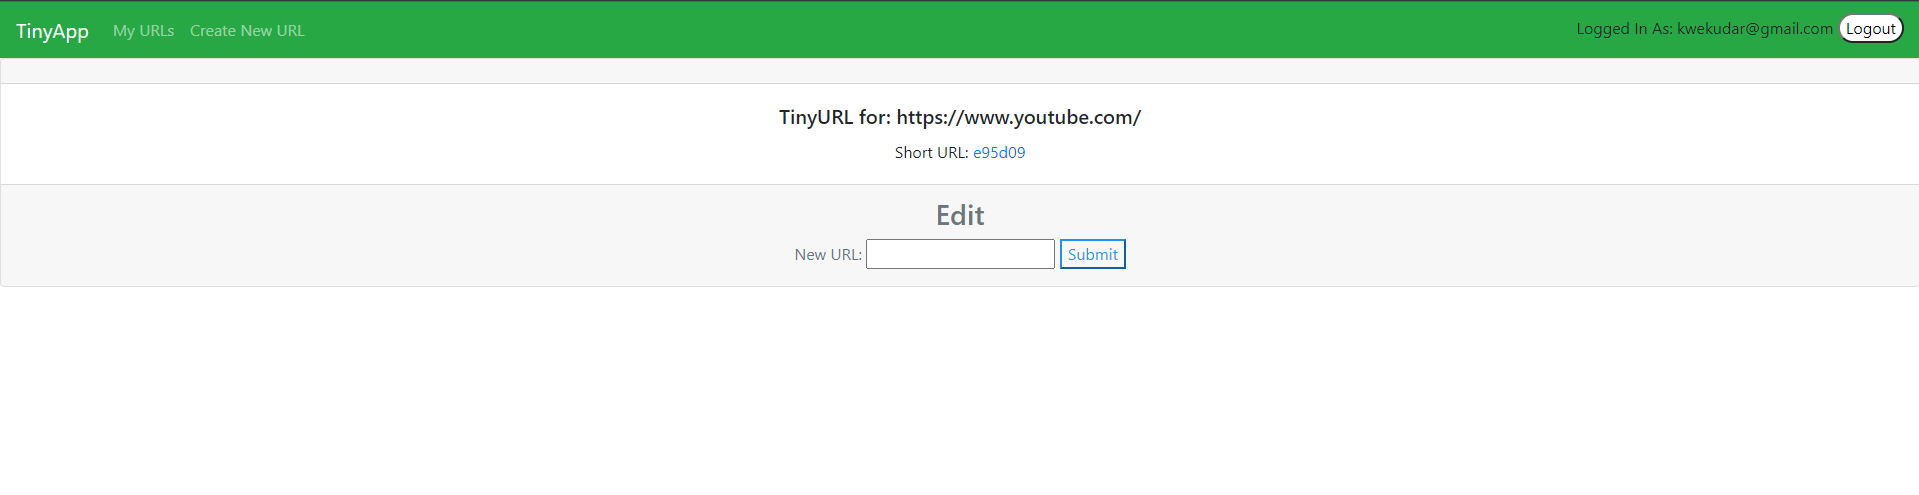 TinyApp My URLs Create New URL Logged In As: kwekudar@gmail.com Logout
TinyURL for: https://www.youtube.com/
Short URL: e95d09
Edit
New URL: Submit